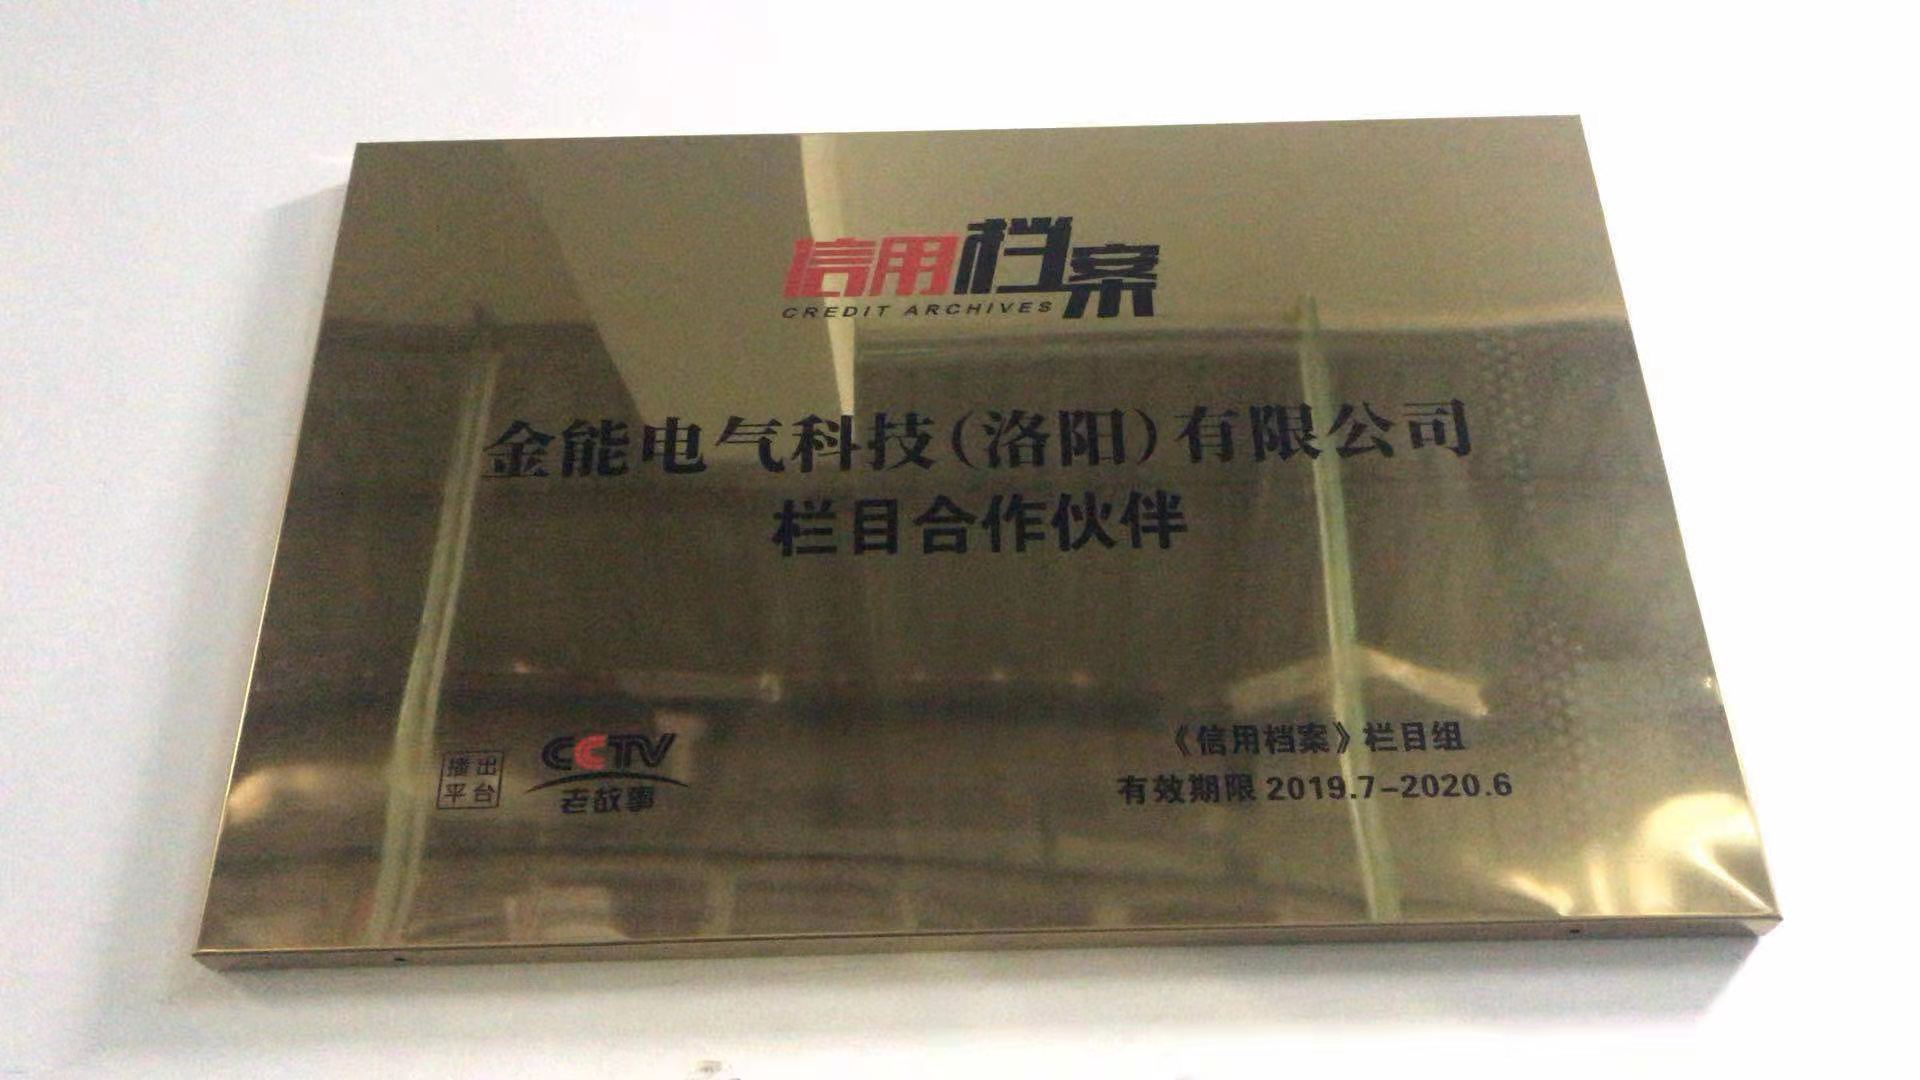 信用档案
CREDIT ARCHIVES
金能电气科技(洛阳)有限公司
栏目合作伙伴
播出
平台
CCTV
老故事
《信用档案》栏目组
有效期限 2019.7-2020.6